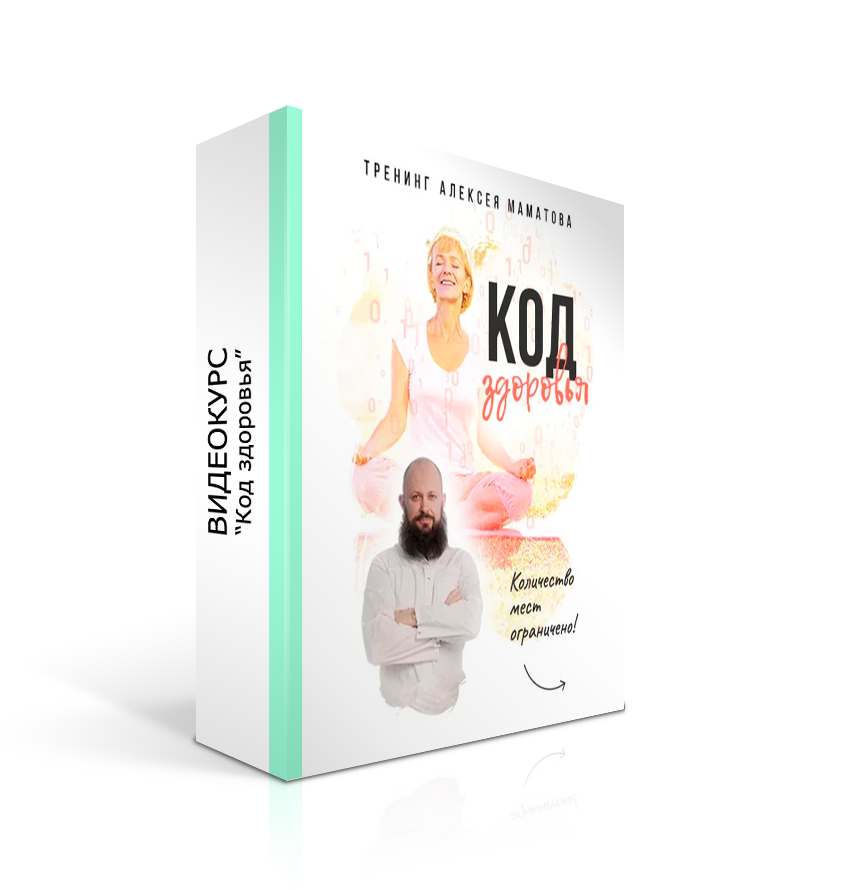 ВИДЕОКУРС
"Код здоровья"
ТРЕНИНГ АЛЕКСЕЯ МАМАТОВА
КОД
здоровья
Количество
мест
ограничено!